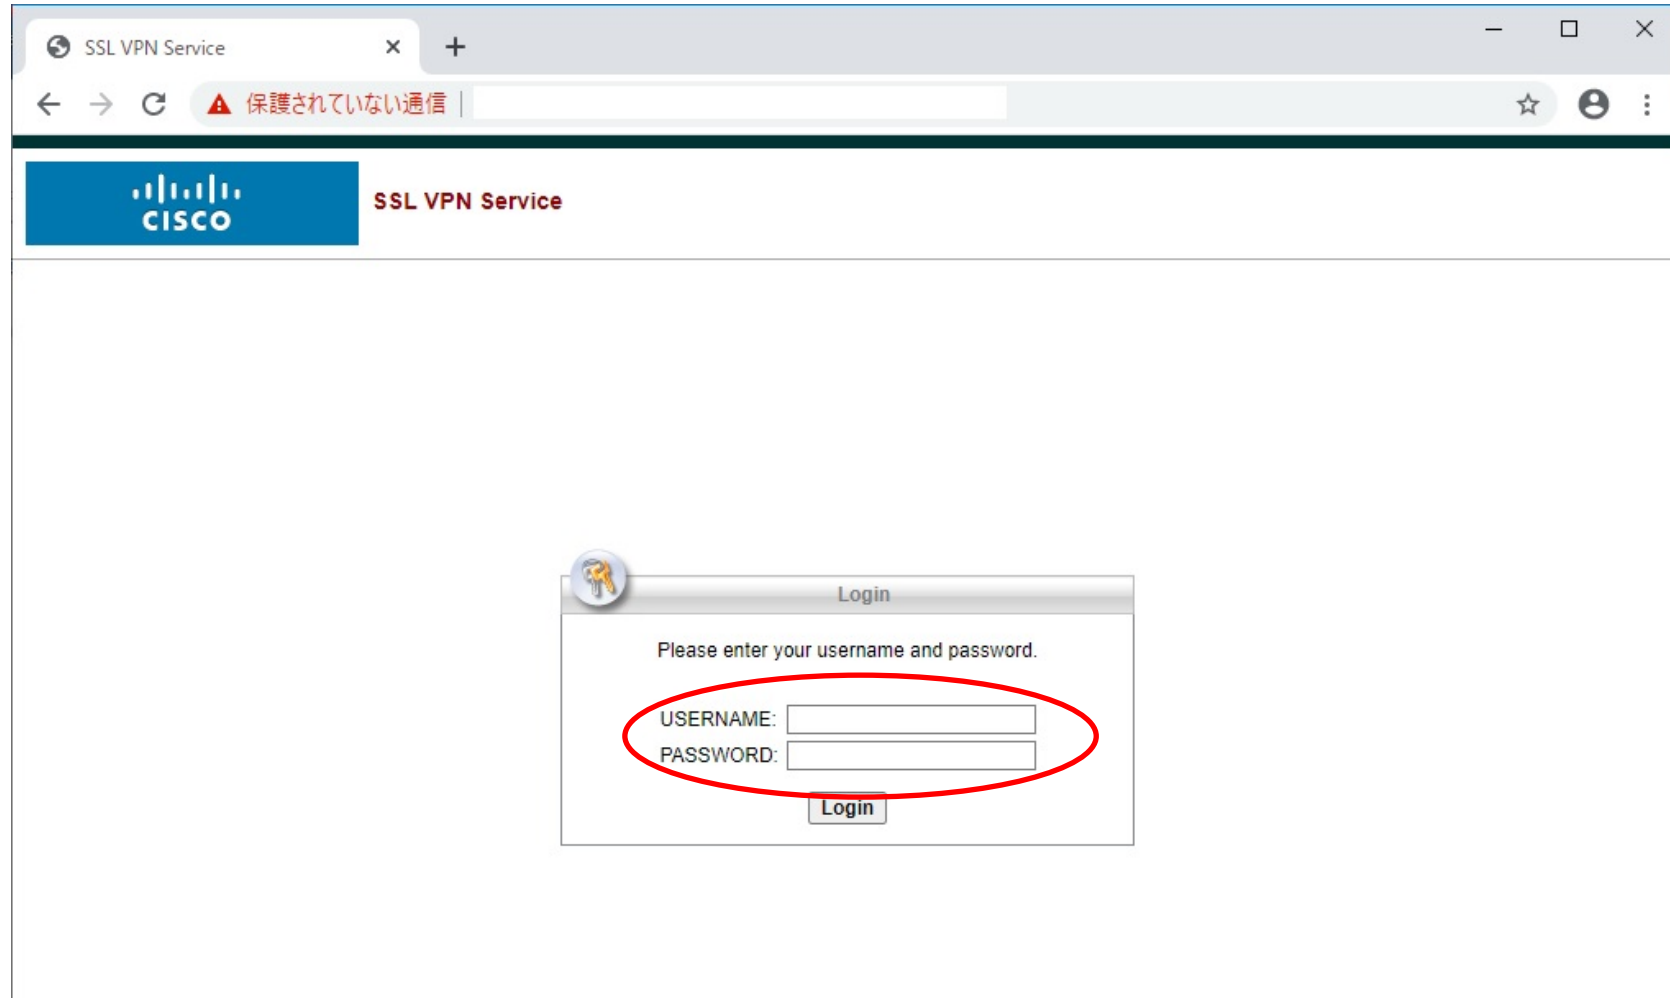 SSL VPN Service
保護されていない通信
CISCO
SSL VPN Service
Login
Please enter your username and password.
USERNAME:
PASSWORD:
Login